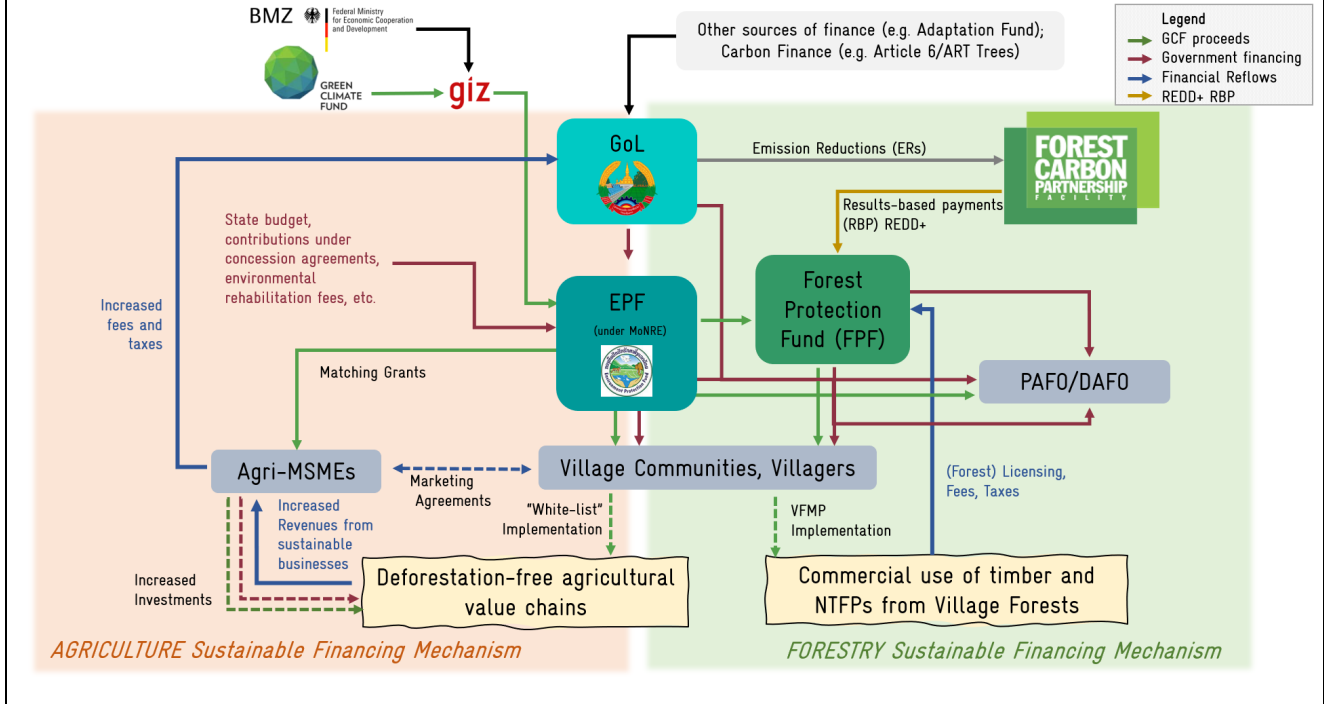 BMZ
Federal Ministry
for Economic Cooperation
and Development
GREEN
CLIMATE
FUND
giz
Other sources of finance (e.g. Adaptation Fund);
Carbon Finance (e.g. Article 6/ART Trees)
Legend
GCF proceeds
Government financing
Financial Reflows
REDD+ RBP
GoL
Emission Reductions (ERs)
FOREST
CARBON
PARTNERSHIP
FACILITY
Results-based payments
(RBP) REDD+
State budget,
contributions under
concession agreements,
environmental
rehabilitation fees, etc.
Increased
fees and
taxes
EPF
(under MoNRE)
Forest
Protection
Fund (FPF)
Matching Grants
PAFO/DAFO
Agri-MSMEs
Marketing
Agreements
Village Communities, Villagers
(Forest) Licensing,
Fees, Taxes
Increased
Revenues from
sustainable
businesses
"White-list"
Implementation
VFMP
Implementation
Increased
Investments
Deforestation-free agricultural
value chains
Commercial use of timber and
NTFPs from Village Forests
AGRICULTURE Sustainable Financing Mechanism
FORESTRY Sustainable Financing Mechanism